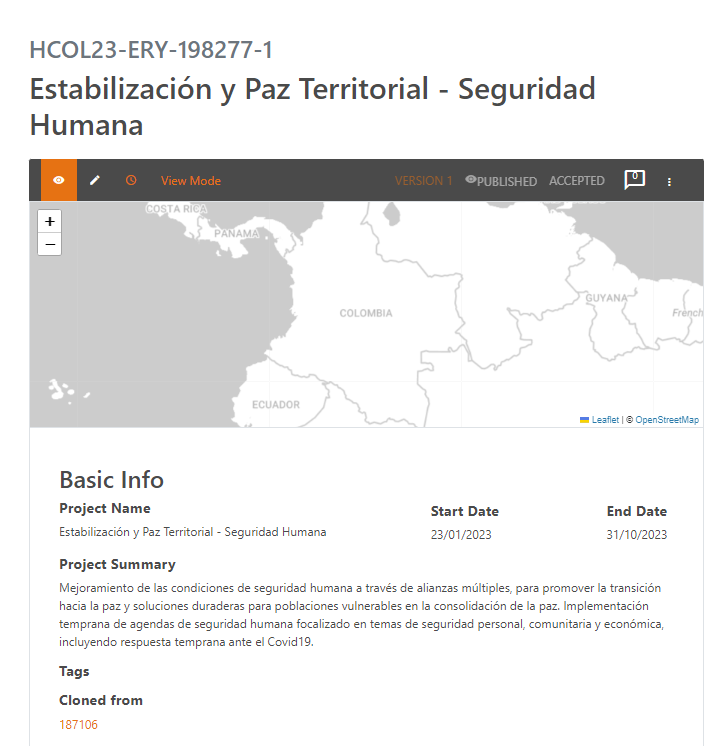 HCOL23-ERY-198277-1
Estabilización y Paz Territorial - Seguridad
Humana
View Mode
VERSION 1
PUBLISHED
ACCEPTED
0
+
−
COSTA RICA
PANAMA
COLOMBIA
GUYANA
French
ECUADOR
Leaflet | © OpenStreetMap
Basic Info
Project Name
Start Date
End Date
Estabilización y Paz Territorial - Seguridad Humana
23/01/2023
31/10/2023
Project Summary
Mejoramiento de las condiciones de seguridad humana a través de alianzas múltiples, para promover la transición
hacia la paz y soluciones duraderas para poblaciones vulnerables en la consolidación de la paz. Implementación
temprana de agendas de seguridad humana focalizado en temas de seguridad personal, comunitaria y económica,
incluyendo respuesta temprana ante el Covid19.
Tags
Cloned from
187106